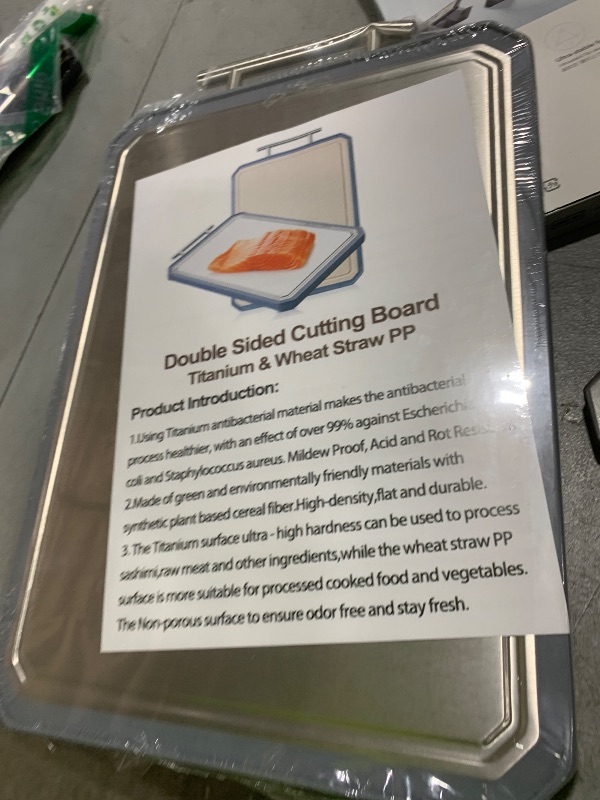 Double Sided Cutting Board
Titanium & Wheat Straw PP
Product Introduction:
1.Using Titanium antibacterial material makes the antibacterial
process healthier, with an effect of over 99% against Escherichi
coli and Staphylococcus aureus. Mildew Proof, Acid and Rot Res
2.Made of green and environmentally friendly materials with
synthetic plant based cereal fiber.High-density,flat and durable.
3. The Titanium surface ultra - high hardness can be used to process
sashimi,raw meat and other ingredients,while the wheat straw PP
surface is more suitable for processed cooked food and vegetables.
The Non-porous surface to ensure odor free and stay fresh.